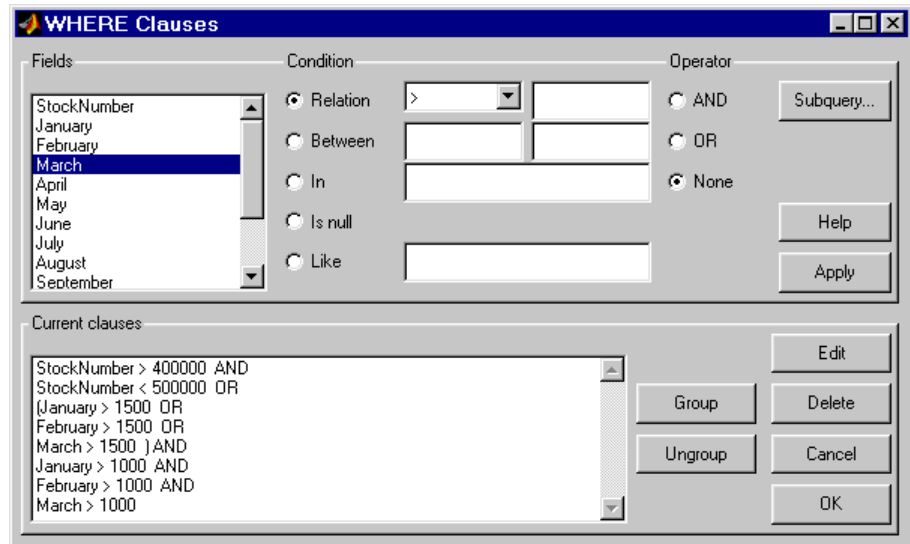 WHERE Clauses
Fields
StockNumber
January
February
March
April
May
June
July
August
September
Condition
Relation >
Between
In
Is null
Like
Operator
AND
OR
None
Subquery...
Help
Apply
Current clauses
StockNumber > 400000 AND
StockNumber < 500000 OR
(January > 1500 OR
February > 1500 OR
March > 1500 ) AND
January > 1000 AND
February > 1000 AND
March > 1000
Group
Ungroup
Edit
Delete
Cancel
OK